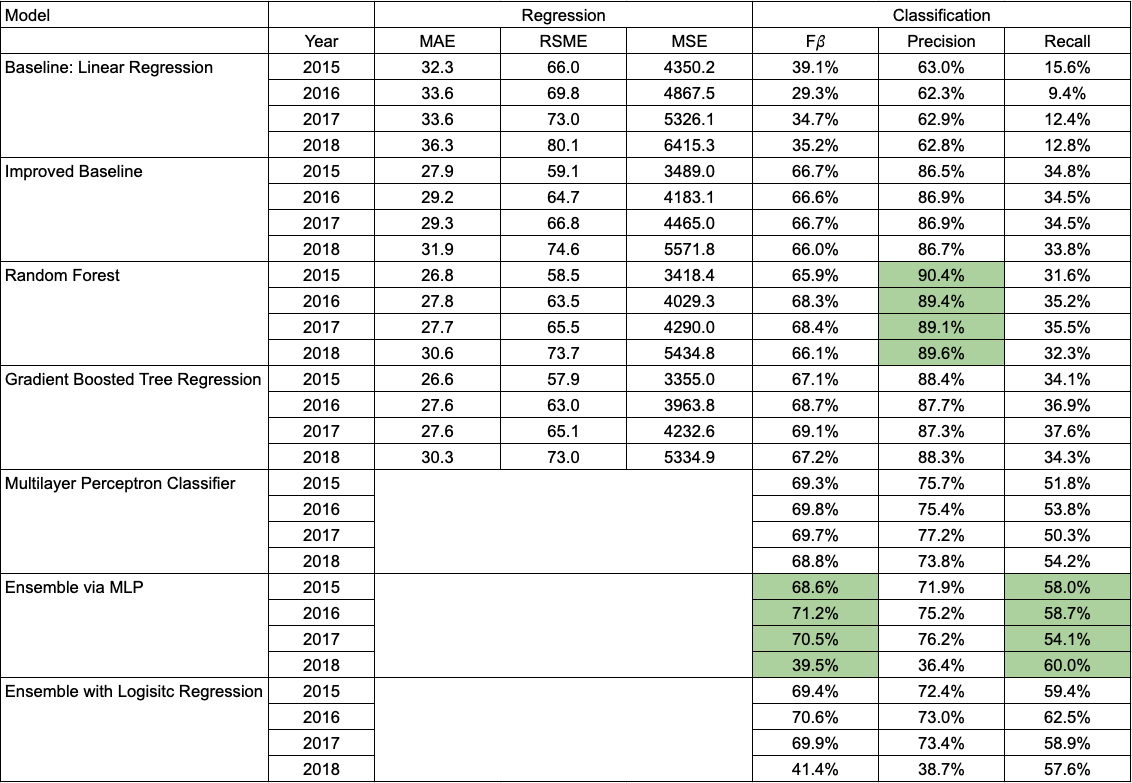 Model Regression Classification
Year MAE RSME MSE Fβ Precision Recall
Baseline: Linear Regression 2015 32.3 66.0 4350.2 39.1% 63.0% 15.6%
2016 33.6 69.8 4867.5 29.3% 62.3% 9.4%
2017 33.6 73.0 5326.1 34.7% 62.9% 12.4%
2018 36.3 80.1 6415.3 35.2% 62.8% 12.8%
Improved Baseline 2015 27.9 59.1 3489.0 66.7% 86.5% 34.8%
2016 29.2 64.7 4183.1 66.6% 86.9% 34.5%
2017 29.3 66.8 4465.0 66.7% 86.9% 34.5%
2018 31.9 74.6 5571.8 66.0% 86.7% 33.8%
Random Forest 2015 26.8 58.5 3418.4 65.9% 90.4% 31.6%
2016 27.8 63.5 4029.3 68.3% 89.4% 35.2%
2017 27.7 65.5 4290.0 68.4% 89.1% 35.5%
2018 30.6 73.7 5434.8 66.1% 89.6% 32.3%
Gradient Boosted Tree Regression 2015 26.6 57.9 3355.0 67.1% 88.4% 34.1%
2016 27.6 63.0 3963.8 68.7% 87.7% 36.9%
2017 27.6 65.1 4232.6 69.1% 87.3% 37.6%
2018 30.3 73.0 5334.9 67.2% 88.3% 34.3%
Multilayer Perceptron Classifier 2015 69.3% 75.7% 51.8%
2016 69.8% 75.4% 53.8%
2017 69.7% 77.2% 50.3%
2018 68.8% 73.8% 54.2%
Ensemble via MLP 2015 68.6% 71.9% 58.0%
2016 71.2% 75.2% 58.7%
2017 70.5% 76.2% 54.1%
2018 39.5% 36.4% 60.0%
Ensemble with Logisitc Regression 2015 69.4% 72.4% 59.4%
2016 70.6% 73.0% 62.5%
2017 69.9% 73.4% 58.9%
2018 41.4% 38.7% 57.6%